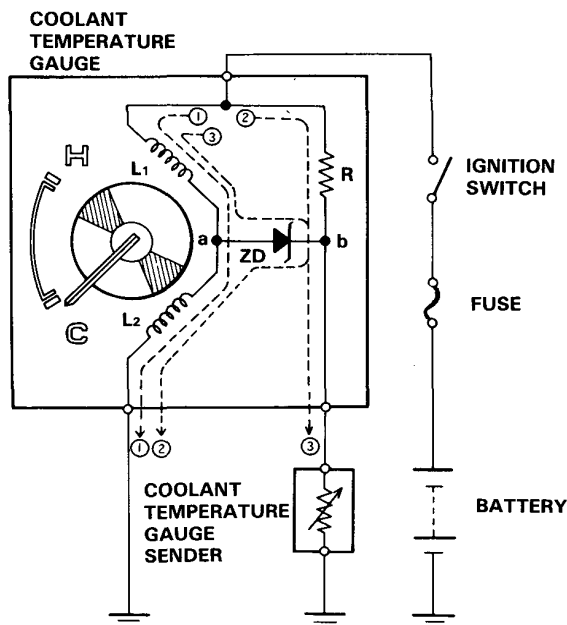 COOLANT
TEMPERATURE
GAUGE
①
②
③
H
L1
R
IGNITION
SWITCH
a
ZD
b
FUSE
L2
C
① ②
③
COOLANT
TEMPERATURE
GAUGE
SENDER
BATTERY